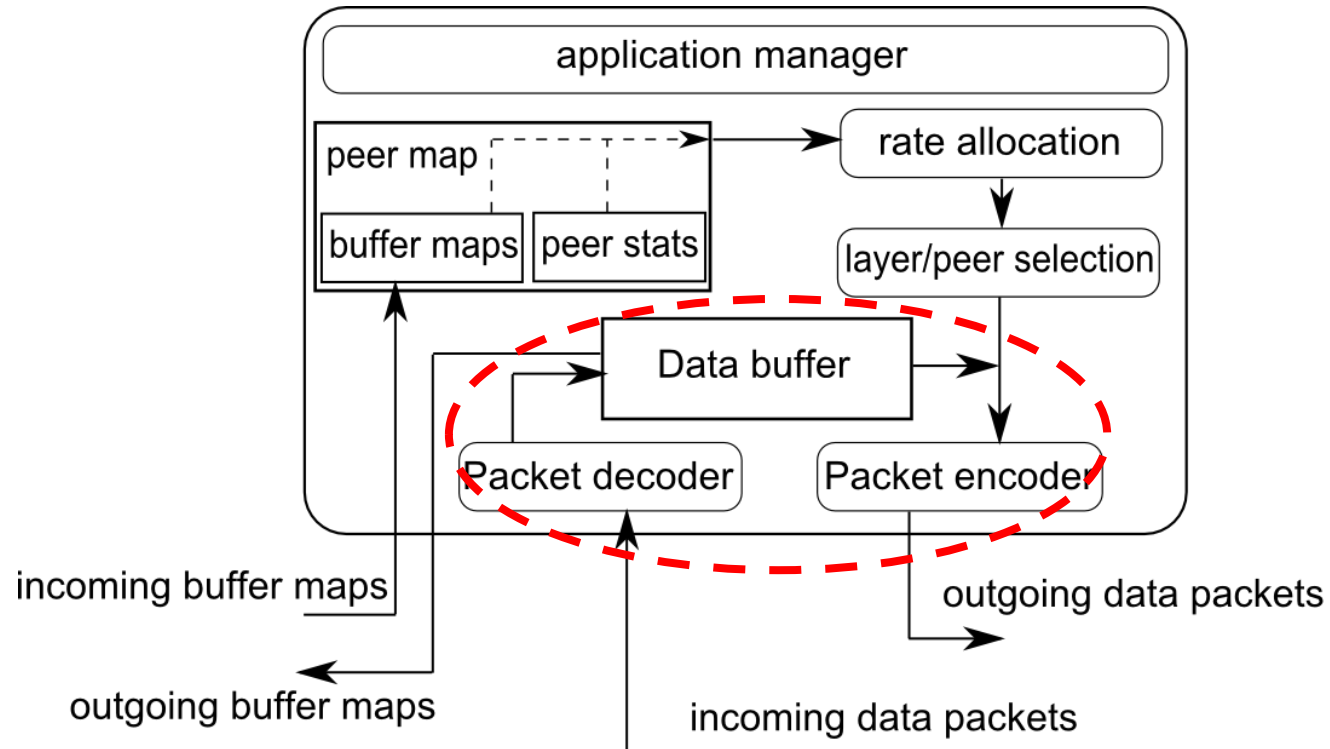 application manager
peer map
rate allocation
buffer maps
peer stats
layer/peer selection
Data buffer
Packet decoder
Packet encoder
incoming buffer maps
outgoing data packets
outgoing buffer maps
incoming data packets